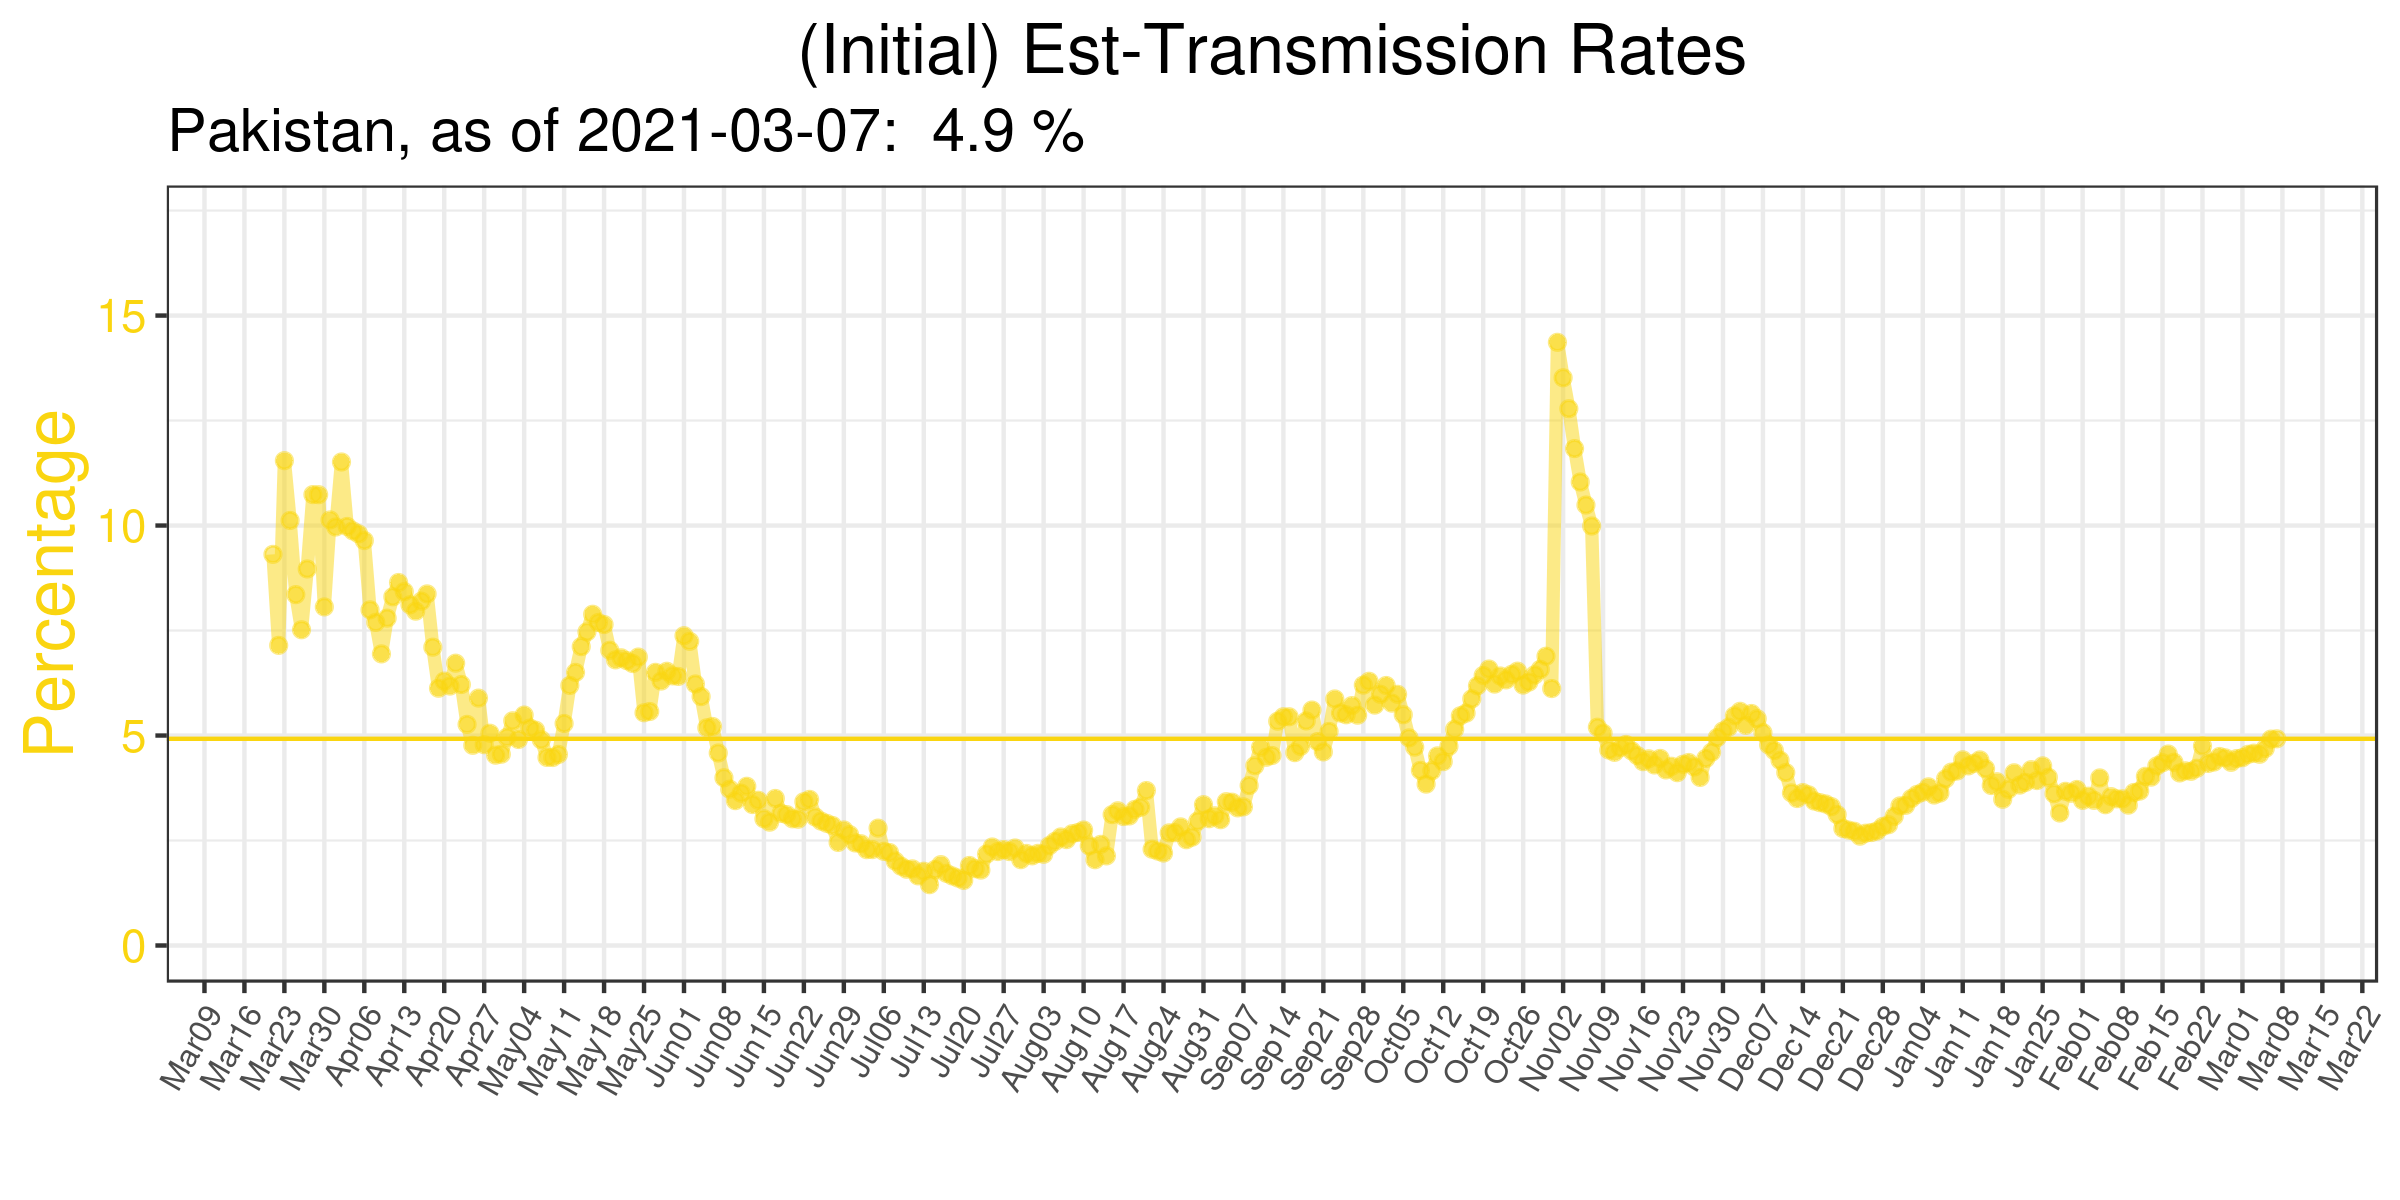 (Initial) Est-Transmission Rates
Pakistan, as of 2021-03-07:  4.9 %
Percentage
15
10
5
0
Mar09
Mar16
Mar23
Mar30
Apr06
Apr13
Apr20
Apr27
May04
May11
May18
May25
Jun01
Jun08
Jun15
Jun22
Jun29
Jul06
Jul13
Jul20
Jul27
Aug03
Aug10
Aug17
Aug24
Aug31
Sep07
Sep14
Sep21
Sep28
Oct05
Oct12
Oct19
Oct26
Nov02
Nov09
Nov16
Nov23
Nov30
Dec07
Dec14
Dec21
Dec28
Jan04
Jan11
Jan18
Jan25
Feb01
Feb08
Feb15
Feb22
Mar01
Mar08
Mar15
Mar22